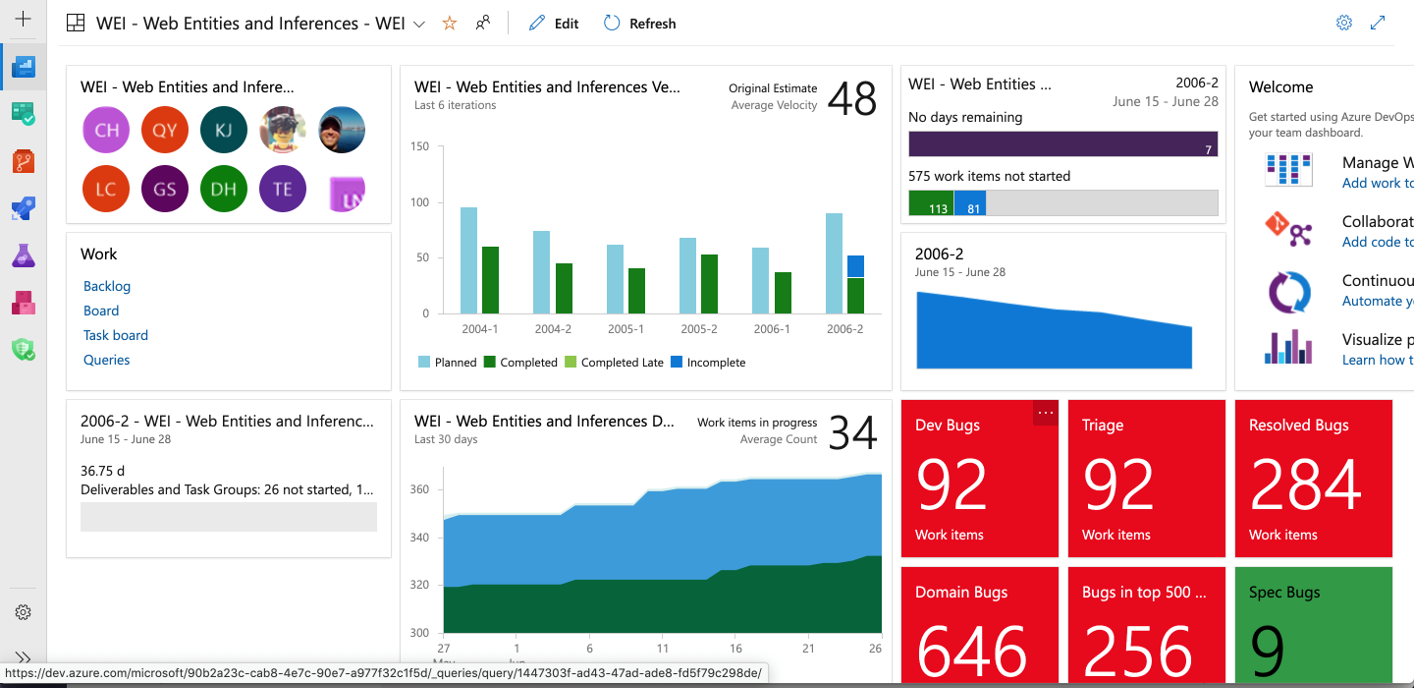 WEI - Web Entities and Inferences - WEI
Edit
Refresh
WEI - Web Entities and Infere...
CH QY KJ
LC GS DH TE LN
WEI - Web Entities and Inferences Ve...
Last 6 iterations
Original Estimate
Average Velocity
48
150
100
50
0
2004-1 2004-2 2005-1 2005-2 2006-1 2006-2
Planned Completed Completed Late Incomplete
WEI - Web Entities ...
2006-2
June 15 - June 28
No days remaining
7
575 work items not started
113 81
Welcome
Get started using Azure DevOps
your team dashboard.
Manage W
Add work to
Collaborat
Add code to
Continuou
Automate y
Visualize p
Learn how t
Work
Backlog
Board
Task board
Queries
2006-2
June 15 - June 28
2006-2 - WEI - Web Entities and Inferenc...
June 15 - June 28
36.75 d
Deliverables and Task Groups: 26 not started, 1...
WEI - Web Entities and Inferences D...
Last 30 days
Work items in progress
Average Count
34
360
340
320
300
27 1 6 11 16 21 26
Dev Bugs
92
Work items
Triage
92
Work items
Resolved Bugs
284
Work items
Domain Bugs
646
Bugs in top 500 ...
256
Spec Bugs
9
https://dev.azure.com/microsoft/90b2a23c-cab8-4e7c-90e7-a977f32c1f5d/_queries/query/1447303f-ad43-47ad-ade8-fd5f79c298de/